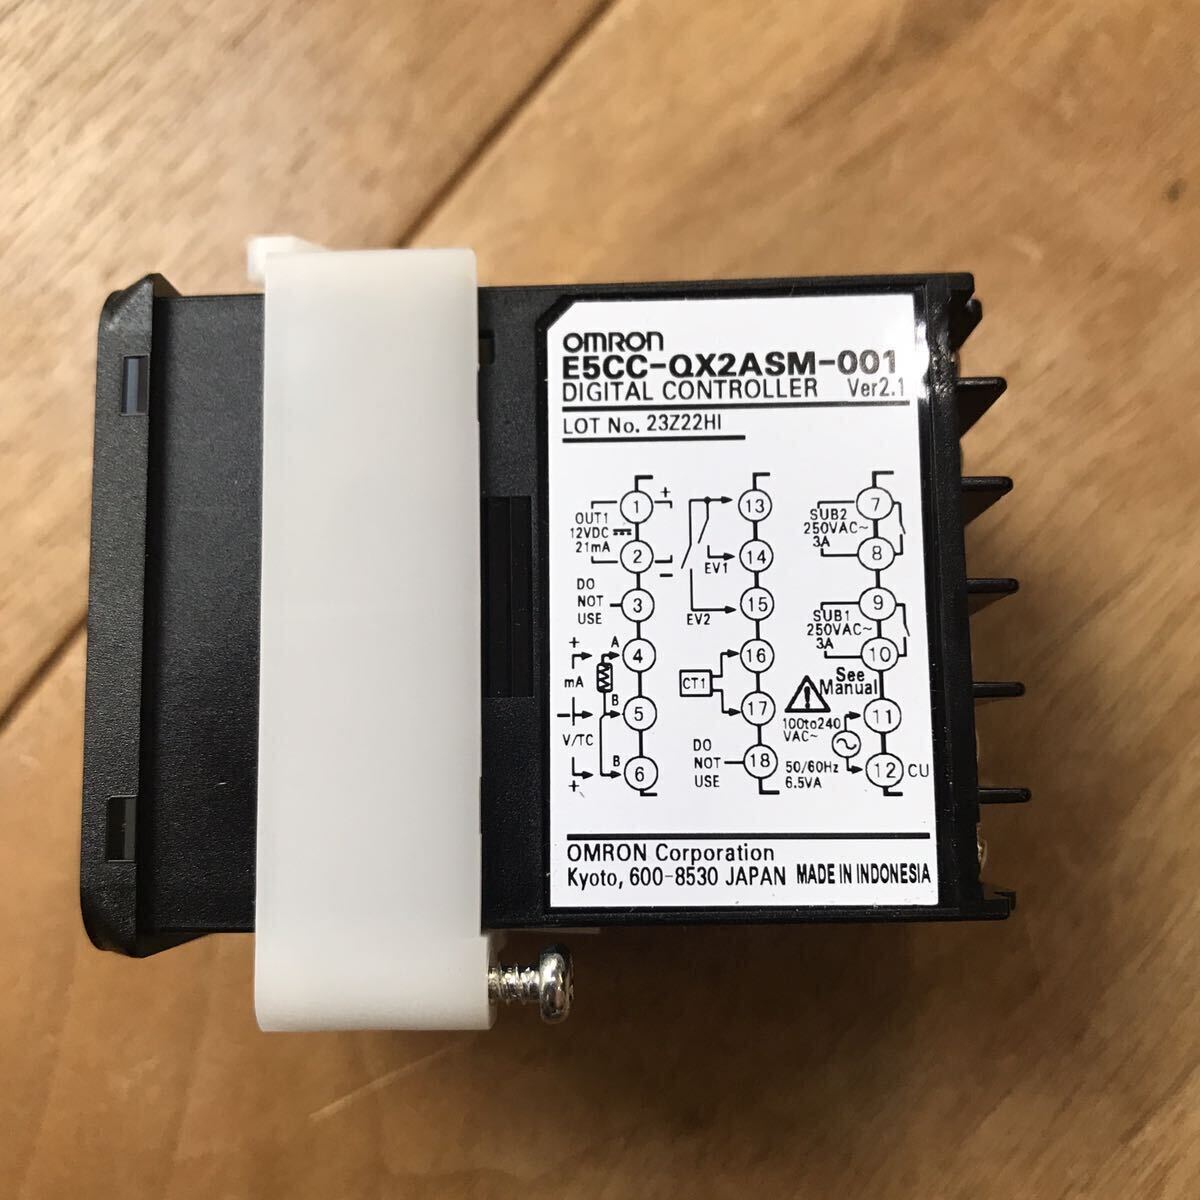 OMRON
E5CC-QX2ASM-001
DIGITAL CONTROLLER Ver2.1
LOT No. 23Z22HI
1
+
OUT1
12VDC
21mA
2
−
DO
NOT
USE
3
+
mA
A
4
−
B
5
V/TC
+
B
6
13
14
EV1
15
EV2
16
CT1
17
DO
NOT
USE
18
7
SUB2
250VAC~
3A
8
9
SUB1
250VAC~
3A
10
See
Manual
11
100to240
VAC~
50/60Hz
6.5VA
12 CU
OMRON Corporation
Kyoto, 600-8530 JAPAN MADE IN INDONESIA